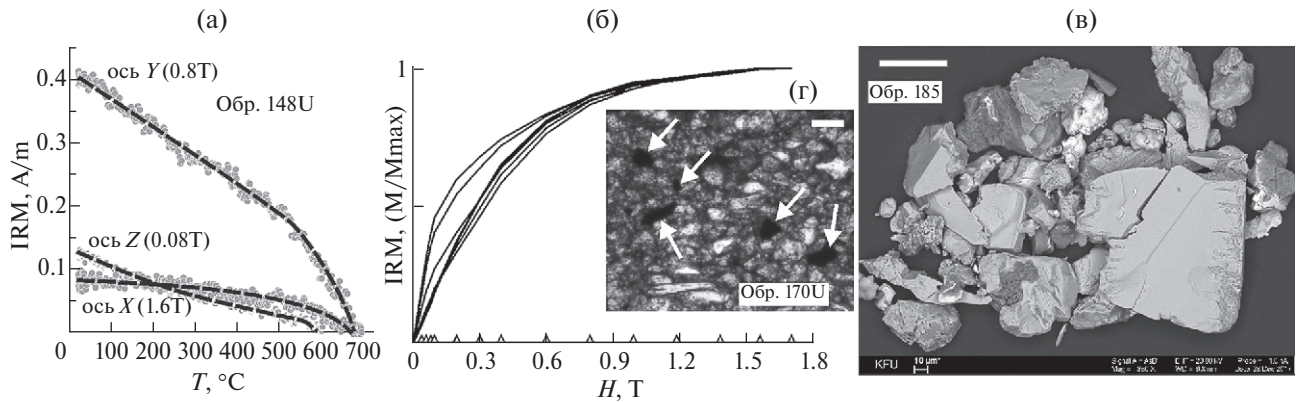 (а)
IRM, A/m
0.4
0.3
0.2
0.1
ось Y (0.8T)
Обр. 148U
ось Z (0.08T)
ось X (1.6T)
0 100 200 300 400 500 600 700
T, °C
(б)
IRM, (M/Mmax)
1
0 0.3 0.6 0.9 1.2 1.5 1.8
H, T
(г)
Обр. 170U
(в)
Обр. 185
KFU
10 µm